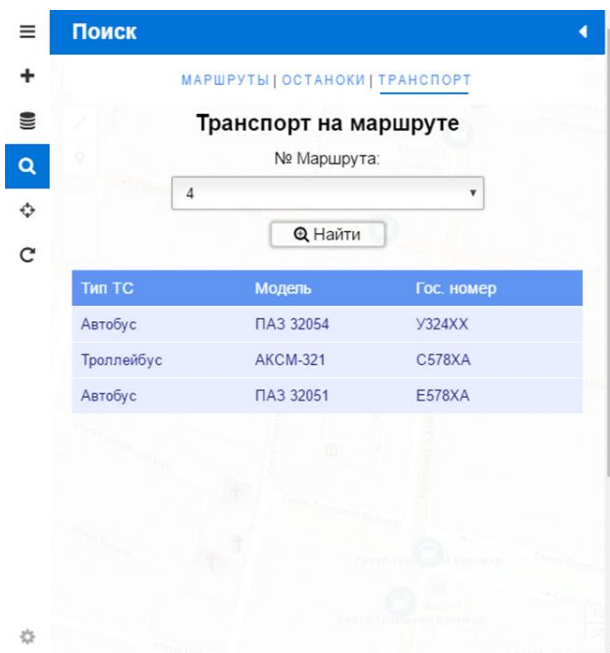 Поиск
МАРШРУТЫ | ОСТАНОКИ | ТРАНСПОРТ
Транспорт на маршруте
№ Маршрута:
4
Найти
Тип ТС Модель Гос. номер
Автобус ПАЗ 32054 У324ХХ
Троллейбус АКСМ-321 С578ХА
Автобус ПАЗ 32051 Е578ХА